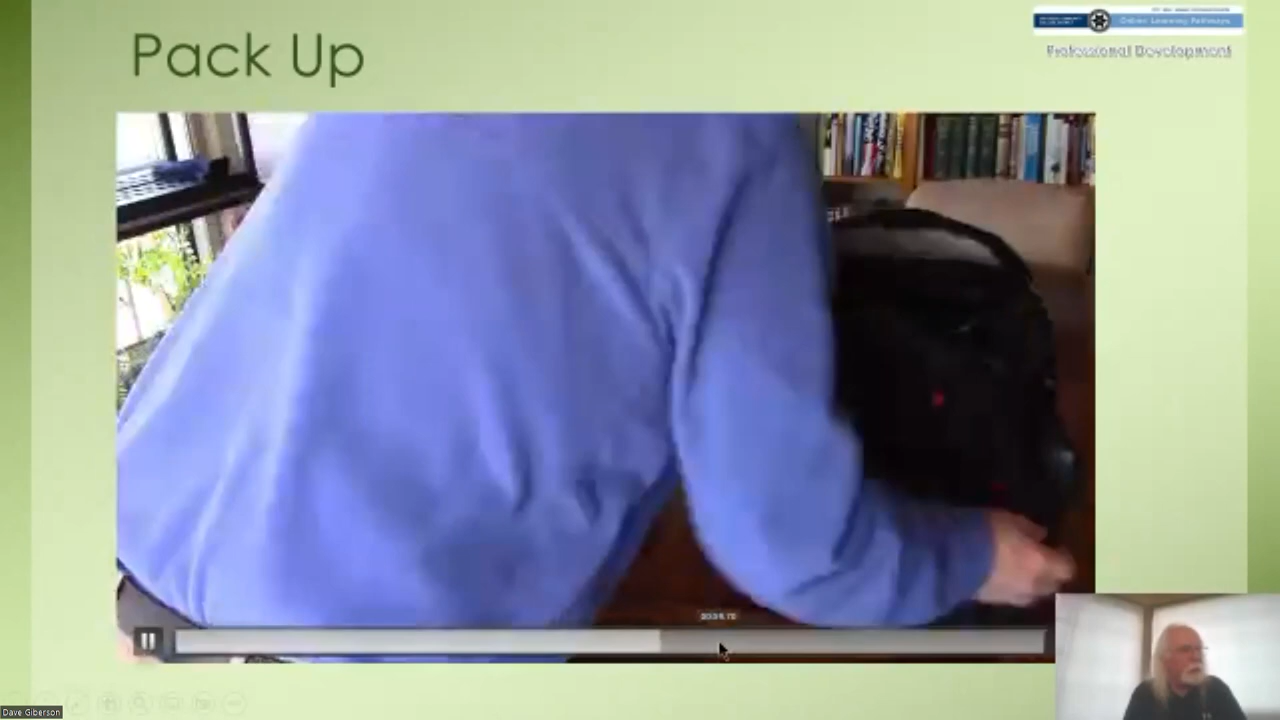 Pack Up
Online Learning Pathways
Professional Development
Dave Giberson